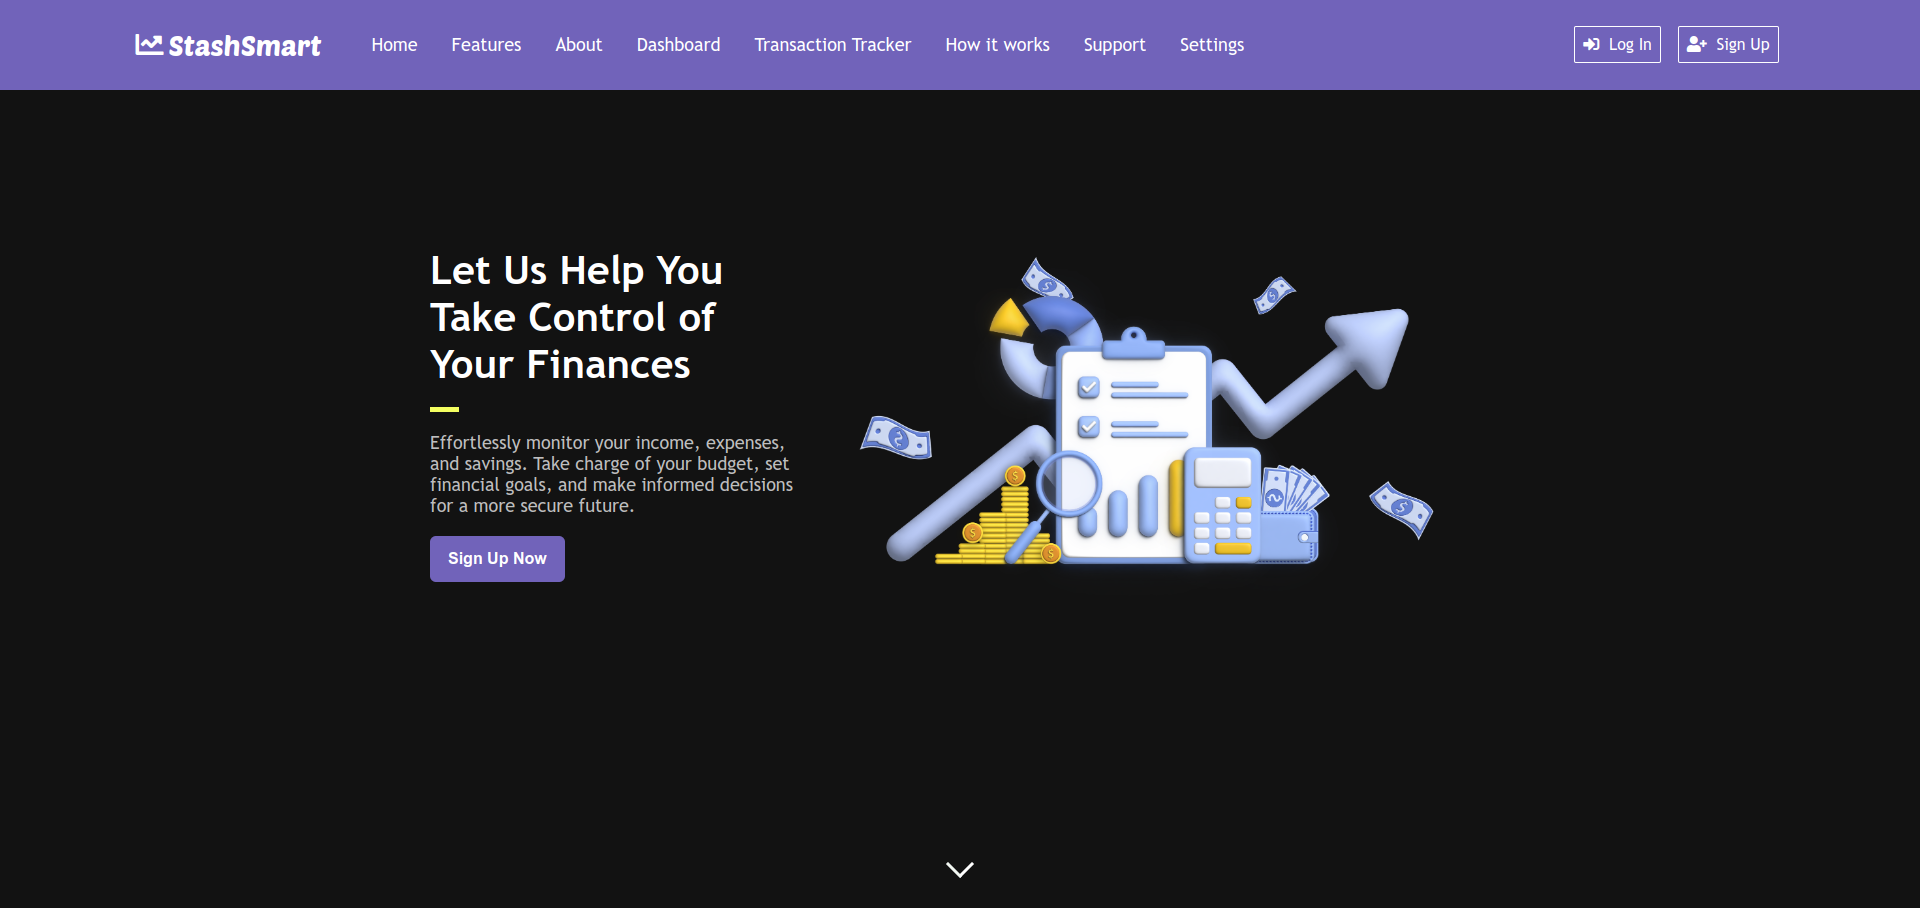 StashSmart Home Features About Dashboard Transaction Tracker How it works Support Settings Log In Sign Up
Let Us Help You
Take Control of
Your Finances
Effortlessly monitor your income, expenses,
and savings. Take charge of your budget, set
financial goals, and make informed decisions
for a more secure future.
Sign Up Now